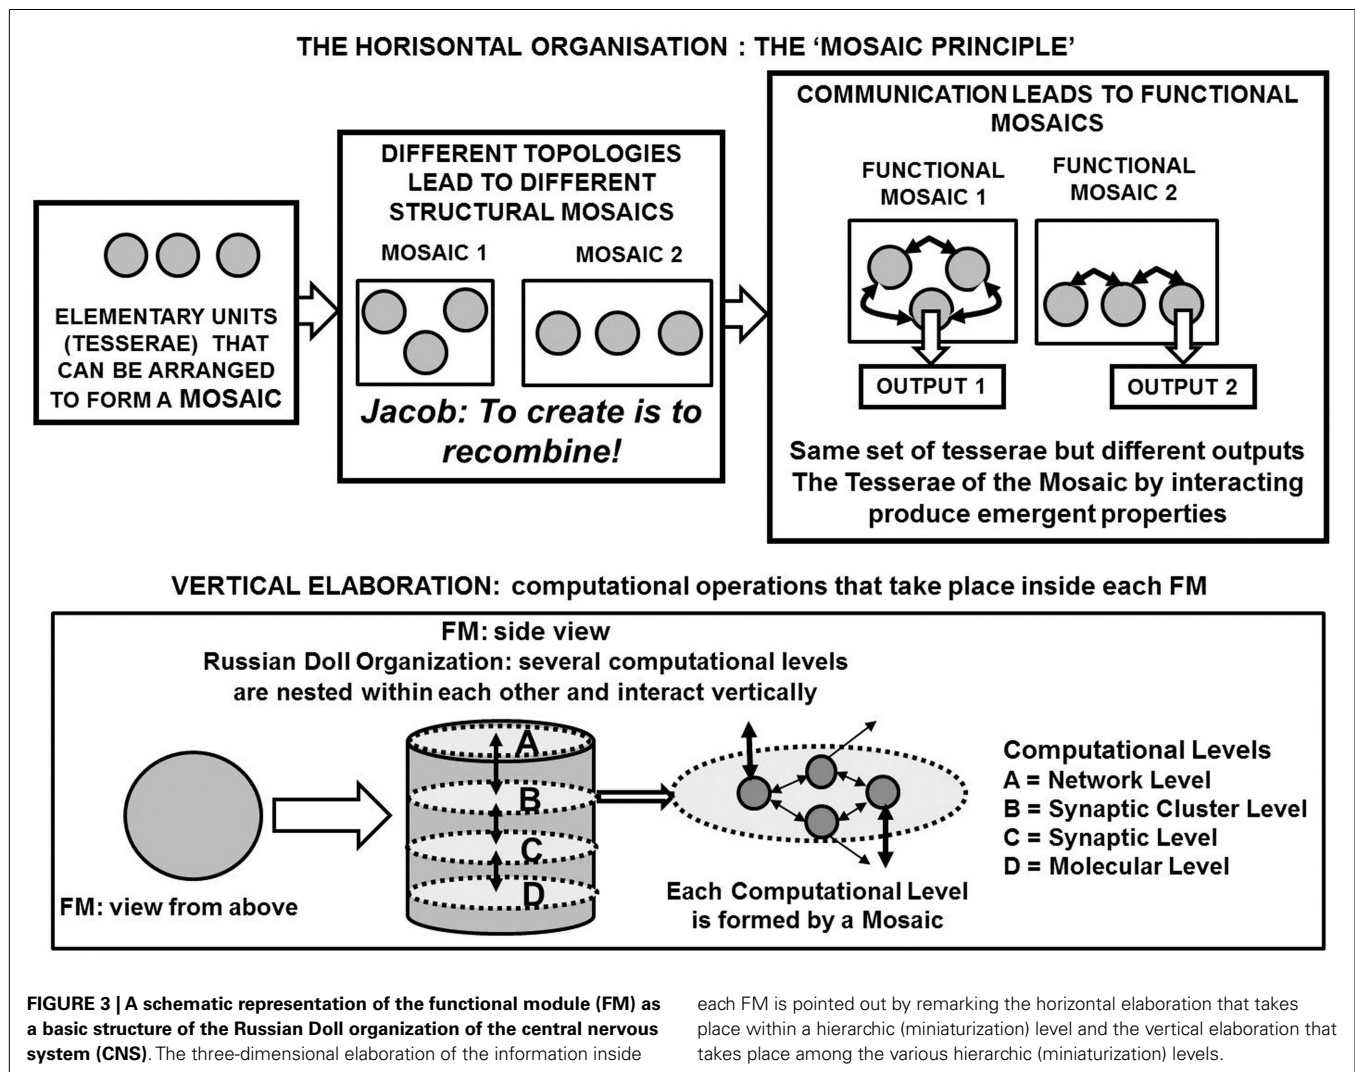 THE HORISONTAL ORGANISATION : THE ‘MOSAIC PRINCIPLE’
ELEMENTARY UNITS
(TESSERAE) THAT
CAN BE ARRANGED
TO FORM A MOSAIC
DIFFERENT TOPOLOGIES
LEAD TO DIFFERENT
STRUCTURAL MOSAICS
MOSAIC 1
MOSAIC 2
Jacob: To create is to
recombine!
COMMUNICATION LEADS TO FUNCTIONAL
MOSAICS
FUNCTIONAL
MOSAIC 1
FUNCTIONAL
MOSAIC 2
OUTPUT 1
OUTPUT 2
Same set of tesserae but different outputs
The Tesserae of the Mosaic by interacting
produce emergent properties
VERTICAL ELABORATION: computational operations that take place inside each FM
FM: side view
Russian Doll Organization: several computational levels
are nested within each other and interact vertically
FM: view from above
A
B
C
D
Each Computational Level
is formed by a Mosaic
Computational Levels
A = Network Level
B = Synaptic Cluster Level
C = Synaptic Level
D = Molecular Level
FIGURE 3 | A schematic representation of the functional module (FM) as
a basic structure of the Russian Doll organization of the central nervous
system (CNS). The three-dimensional elaboration of the information inside
each FM is pointed out by remarking the horizontal elaboration that takes
place within a hierarchic (miniaturization) level and the vertical elaboration that
takes place among the various hierarchic (miniaturization) levels.